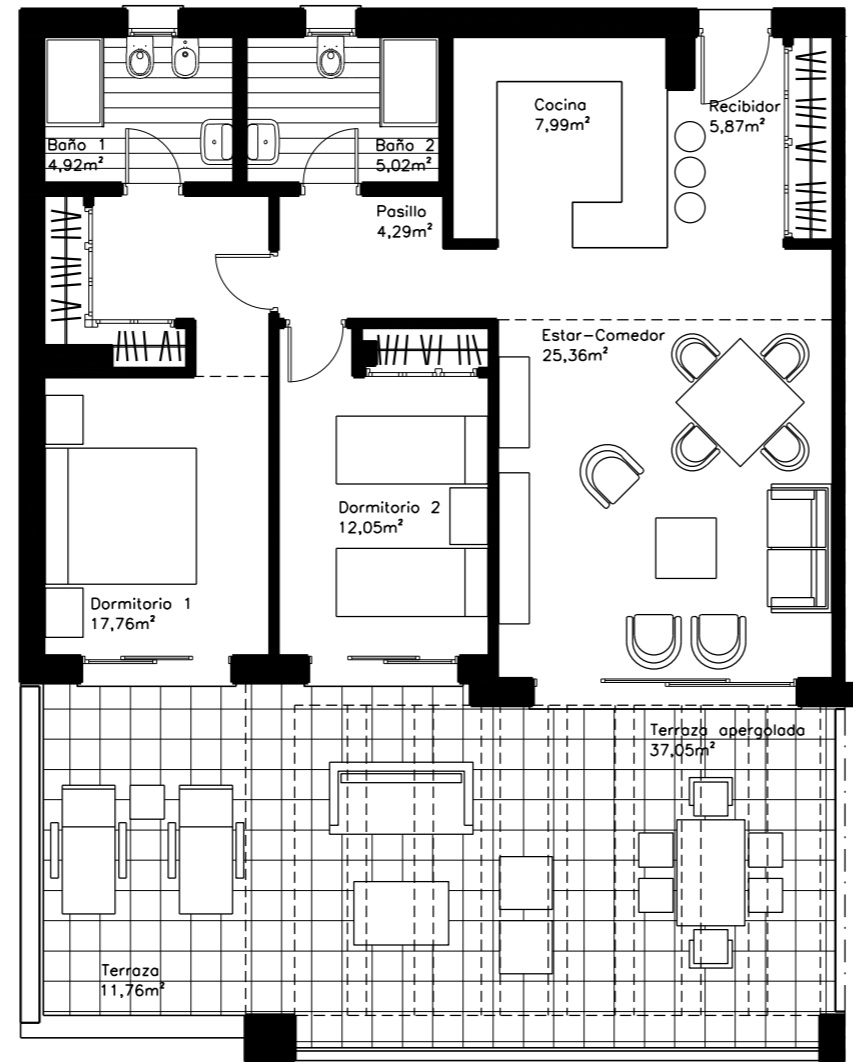 Baño 1
4,92m²
Baño 2
5,02m²
Cocina
7,99m²
Recibidor
5,87m²
Pasillo
4,29m²
Estar-Comedor
25,36m²
Dormitorio 2
12,05m²
Dormitorio 1
17,76m²
Terraza apergolada
37,05m²
Terraza
11,76m²